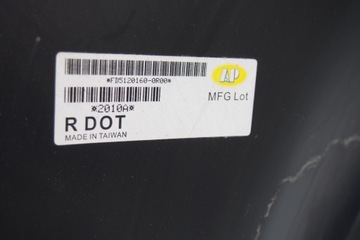 *FD5120160-0R00*
AP
MFG Lot
*2010A*
R DOT
MADE IN TAIWAN